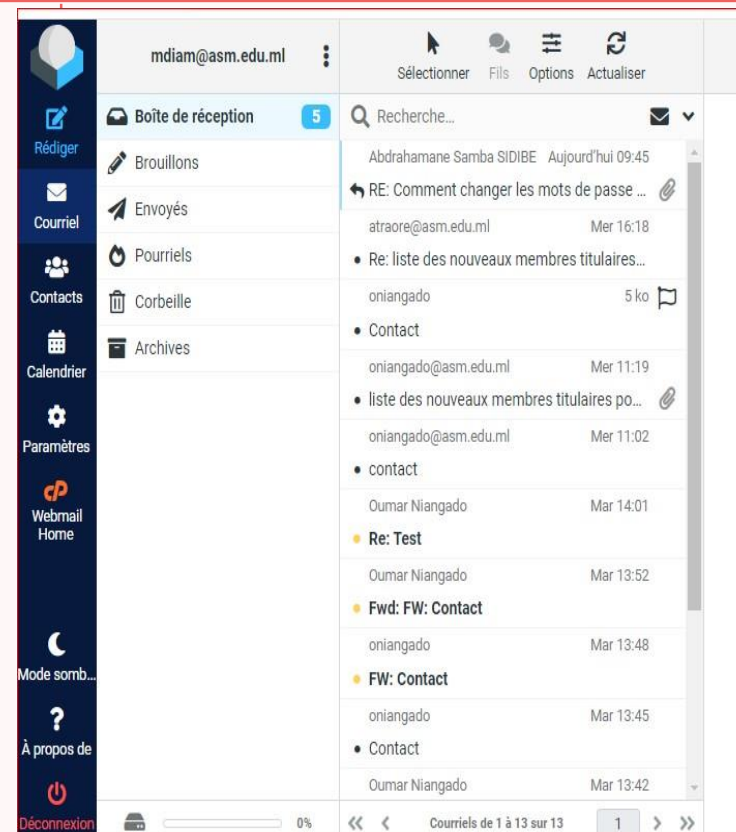 mdiam@asm.edu.ml
Sélectionner Fils Options Actualiser
Rédiger
Courriel
Contacts
Calendrier
Paramètres
cP
Webmail
Home
Mode somb...
À propos de
Déconnexion
Boîte de réception 5
Brouillons
Envoyés
Pourriels
Corbeille
Archives
0%
Recherche...
Abdrahamane Samba SIDIBE Aujourd'hui 09:45
RE: Comment changer les mots de passe ...
atraore@asm.edu.ml Mer 16:18
Re: liste des nouveaux membres titulaires...
oniangado 5 ko
Contact
oniangado@asm.edu.ml Mer 11:19
liste des nouveaux membres titulaires po...
oniangado@asm.edu.ml Mer 11:02
contact
Oumar Niangado Mar 14:01
Re: Test
Oumar Niangado Mar 13:52
Fwd: FW: Contact
oniangado Mar 13:48
FW: Contact
oniangado Mar 13:45
Contact
Oumar Niangado Mar 13:42
Courriels de 1 à 13 sur 13 1